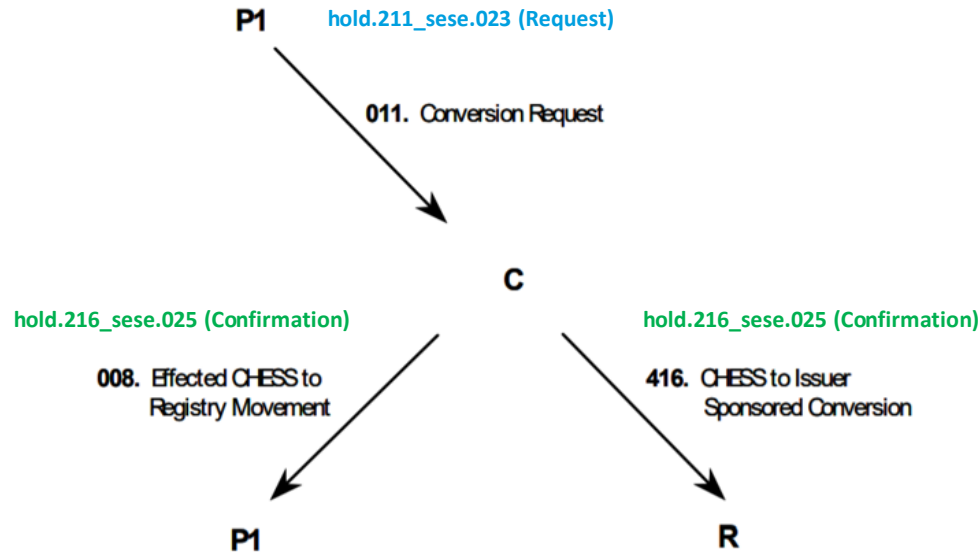 P1 hold.211_sese.023 (Request)
011. Conversion Request
C
hold.216_sese.025 (Confirmation) hold.216_sese.025 (Confirmation)
008. Effected CHESS to
Registry Movement
416. CHESS to Issuer
Sponsored Conversion
P1 R